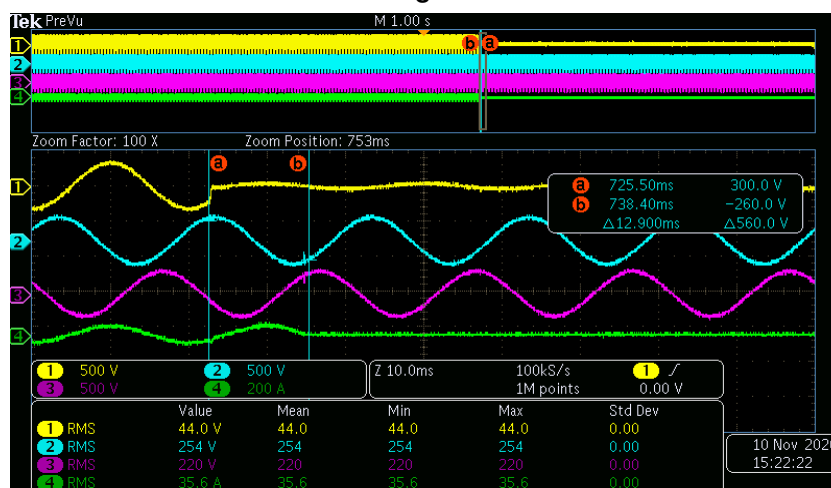 Tek PreVu M 1.00 s
1
b a
2
3
4
Zoom Factor: 100 X Zoom Position: 753ms
a b
1
a 725.50ms 300.0 V
b 738.40ms −260.0 V
△12.900ms △560.0 V
2
3
4
1 500 V 2 500 V Z 10.0ms 100kS/s 1
3 500 V 4 200 A 1M points 0.00 V
Value Mean Min Max Std Dev
1 RMS 44.0 V 44.0 44.0 44.0 0.00
2 RMS 254 V 254 254 254 0.00
3 RMS 220 V 220 220 220 0.00
4 RMS 35.6 A 35.6 35.6 35.6 0.00
10 Nov 202
15:22:22